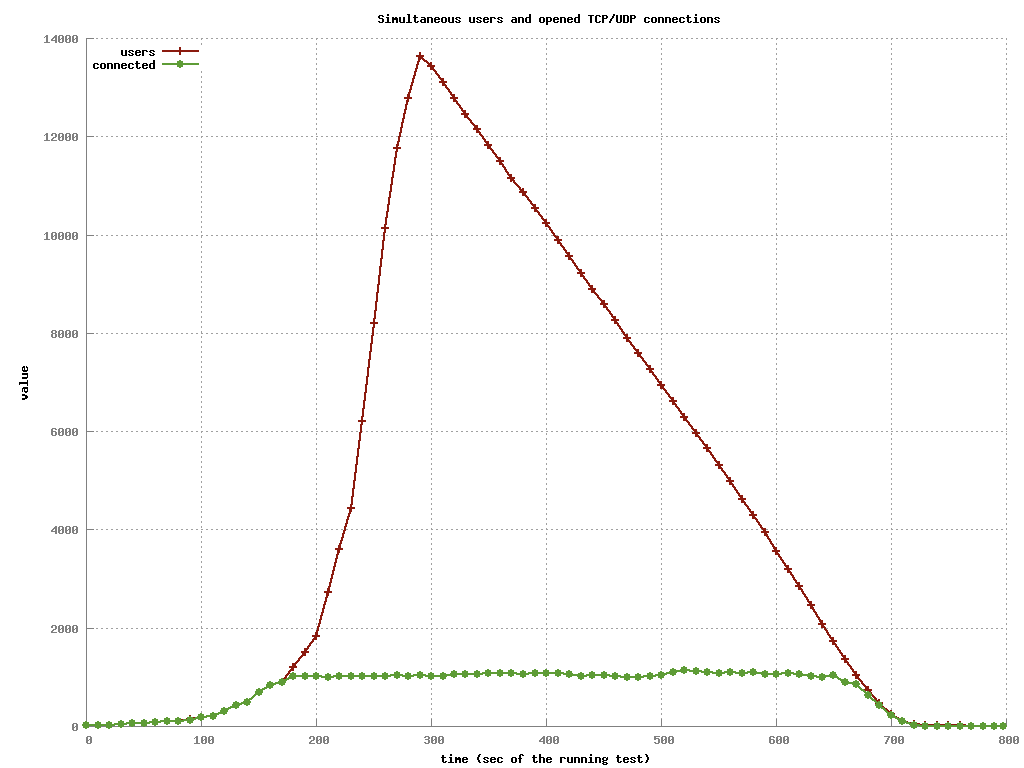 Simultaneous users and opened TCP/UDP connections
users
connected
14000
12000
10000
8000
6000
4000
2000
0
value
0 100 200 300 400 500 600 700 800
time (sec of the running test)